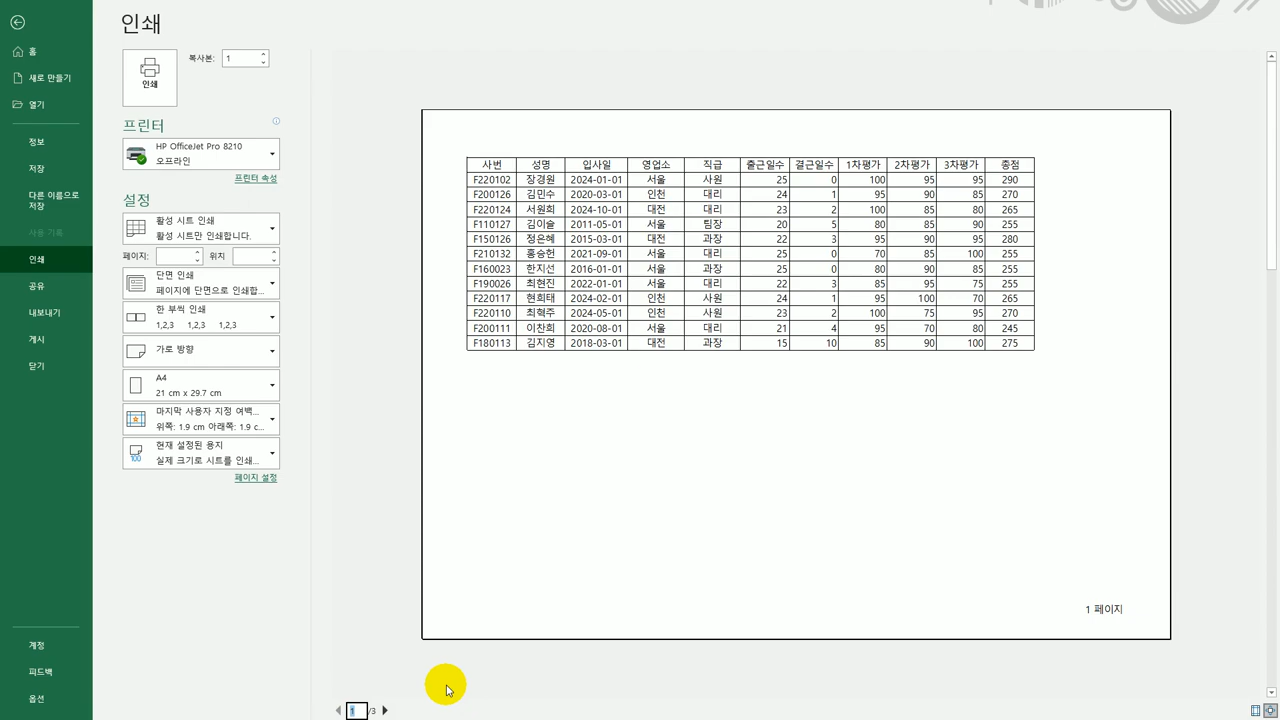 인쇄
홈
새로 만들기
열기
정보
저장
다른 이름으로
저장
사용 기록
인쇄
공유
내보내기
게시
닫기
계정
피드백
옵션
인쇄
복사본: 1
프린터
HP OfficeJet Pro 8210
오프라인
프린터 속성
설정
활성 시트 인쇄
활성 시트만 인쇄합니다.
페이지: 위치
단면 인쇄
페이지에 단면으로 인쇄합...
한 부씩 인쇄
1,2,3 1,2,3 1,2,3
가로 방향
A4
21 cm x 29.7 cm
마지막 사용자 지정 여백...
위쪽: 1.9 cm 아래쪽: 1.9 c...
현재 설정된 용지
실제 크기로 시트를 인쇄...
100
페이지 설정
사번 성명 입사일 영업소 직급 출근일수 결근일수 1차평가 2차평가 3차평가 총점
F220102 장경원 2024-01-01 서울 사원 25 0 100 95 95 290
F200126 김민수 2020-03-01 인천 대리 24 1 95 90 85 270
F220124 서원희 2024-10-01 대전 대리 23 2 100 85 80 265
F110127 김이슬 2011-05-01 서울 팀장 20 5 80 85 90 255
F150126 정은혜 2015-03-01 대전 과장 22 3 95 90 95 280
F210132 홍승헌 2021-09-01 서울 대리 25 0 70 85 100 255
F160023 한지선 2016-01-01 서울 과장 25 0 80 90 85 255
F190026 최현진 2022-01-01 서울 대리 22 3 85 95 75 255
F220117 현희태 2024-02-01 인천 사원 24 1 95 100 70 265
F220110 최혁주 2024-05-01 인천 사원 23 2 100 75 95 270
F200111 이찬희 2020-08-01 서울 대리 21 4 95 70 80 245
F180113 김지영 2018-03-01 대전 과장 15 10 85 90 100 275
1 페이지
1 /3